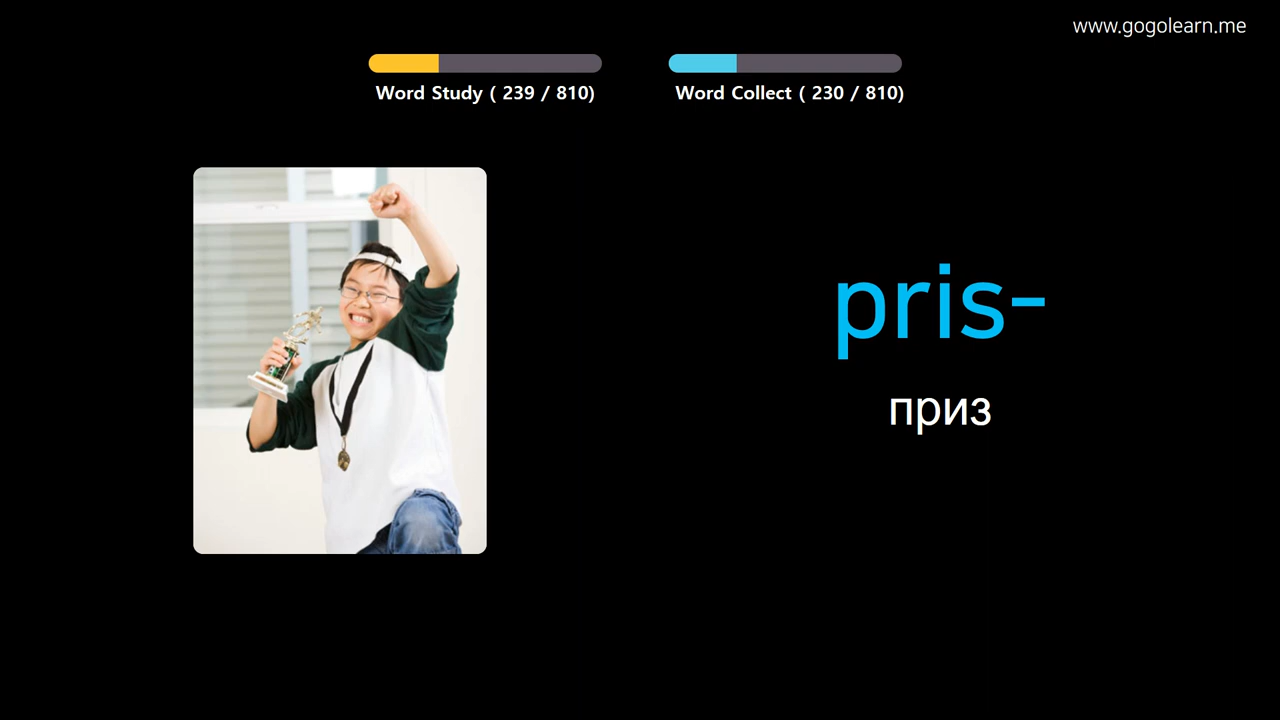 www.gogolearn.me
Word Study ( 239 / 810)
Word Collect ( 230 / 810)
pris-
приз